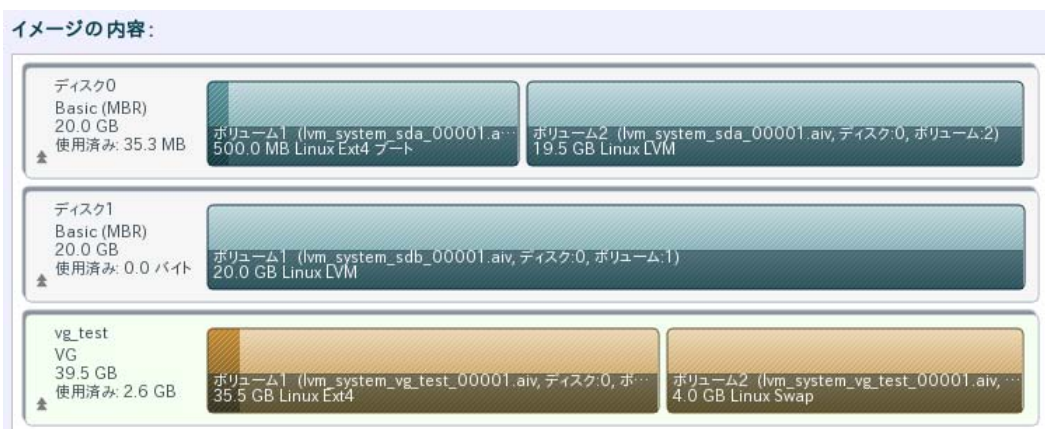 イメージの内容:
ディスク0
Basic (MBR)
20.0 GB
使用済み: 35.3 MB
ボリューム1 (lvm_system_sda_00001.a…
500.0 MB Linux Ext4 ブート
ボリューム2 (lvm_system_sda_00001.aiv, ディスク:0, ボリューム:2)
19.5 GB Linux LVM
ディスク1
Basic (MBR)
20.0 GB
使用済み: 0.0 バイト
ボリューム1 (lvm_system_sdb_00001.aiv, ディスク:0, ボリューム:1)
20.0 GB Linux LVM
vg_test
VG
39.5 GB
使用済み: 2.6 GB
ボリューム1 (lvm_system_vg_test_00001.aiv, ディスク:0, ボ…
35.5 GB Linux Ext4
ボリューム2 (lvm_system_vg_test_00001.aiv, …
4.0 GB Linux Swap